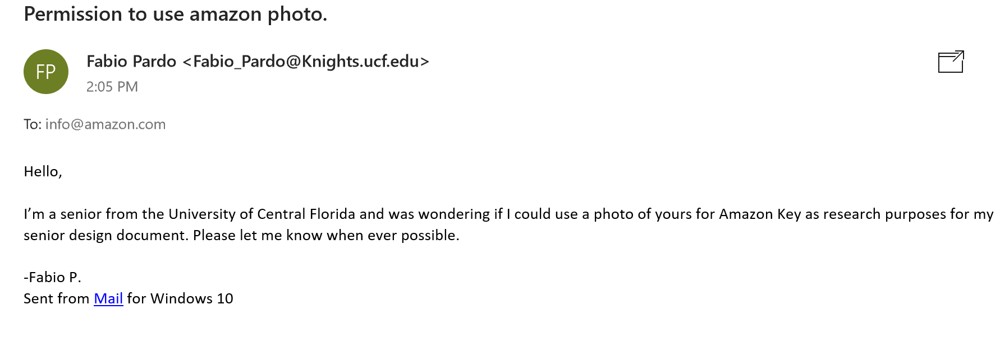 Permission to use amazon photo.
FP
Fabio Pardo <Fabio_Pardo@Knights.ucf.edu>
2:05 PM
To: info@amazon.com
Hello,
I’m a senior from the University of Central Florida and was wondering if I could use a photo of yours for Amazon Key as research purposes for my
senior design document. Please let me know when ever possible.
-Fabio P.
Sent from Mail for Windows 10